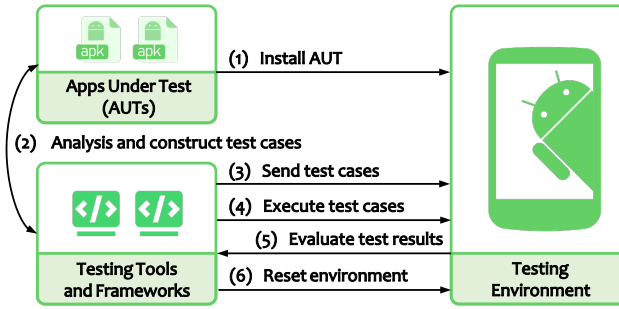 apk apk
(1) Install AUT
Apps Under Test
(AUTs)
(2) Analysis and construct test cases
(3) Send test cases
</> </>
(4) Execute test cases
(5) Evaluate test results
Testing Tools
and Frameworks
(6) Reset environment
Testing
Environment